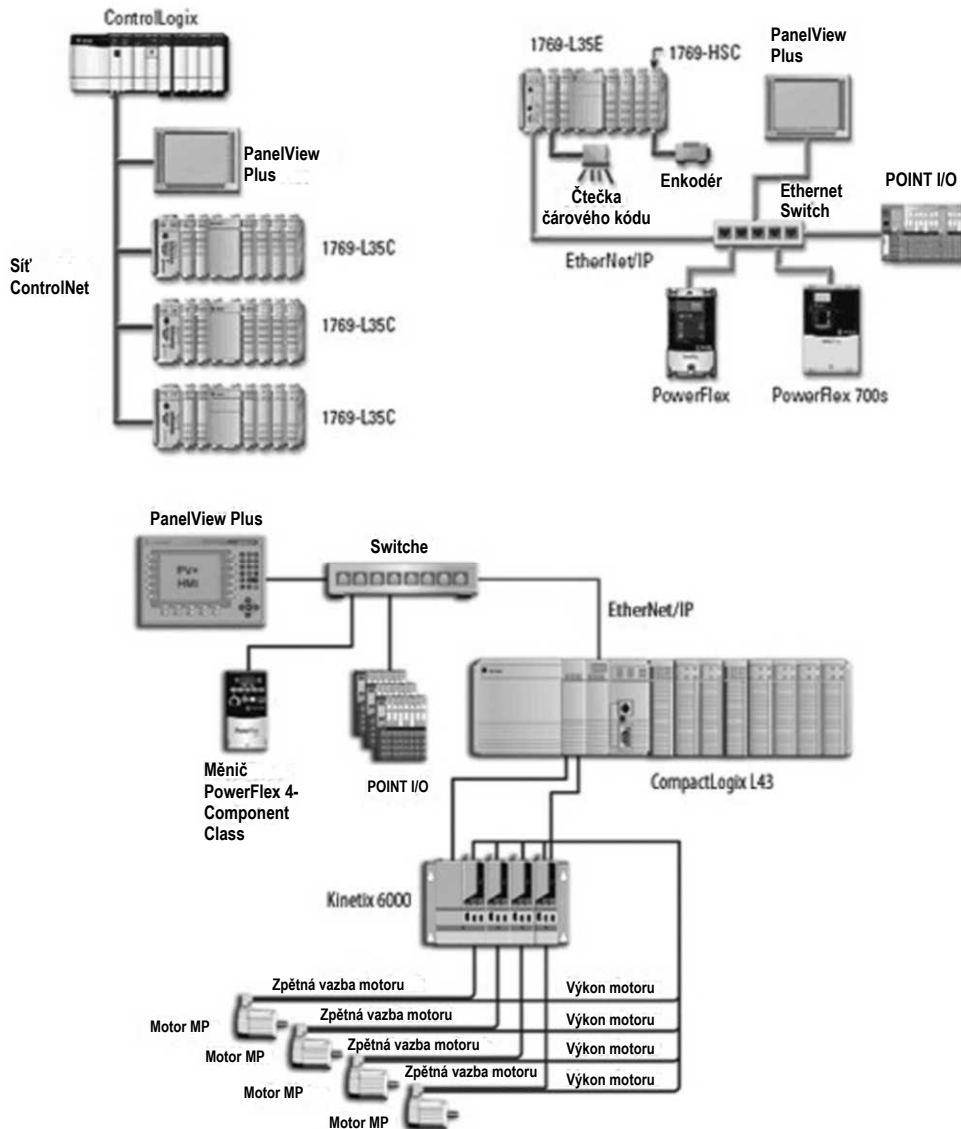 ControlLogix
PanelView
Plus
1769-L35C
Síť
ControlNet
1769-L35C
1769-L35C
1769-L35E
1769-HSC
PanelView
Plus
Čtečka
čárového kódu
Enkodér
Ethernet
Switch
POINT I/O
EtherNet/IP
PowerFlex
PowerFlex 700s
PanelView Plus
Switche
PV+
HMI
EtherNet/IP
Měnič
PowerFlex 4-
Component
Class
POINT I/O
CompactLogix L43
Kinetix 6000
Zpětná vazba motoru
Výkon motoru
Motor MP
Zpětná vazba motoru
Výkon motoru
Motor MP
Zpětná vazba motoru
Výkon motoru
Motor MP
Zpětná vazba motoru
Výkon motoru
Motor MP